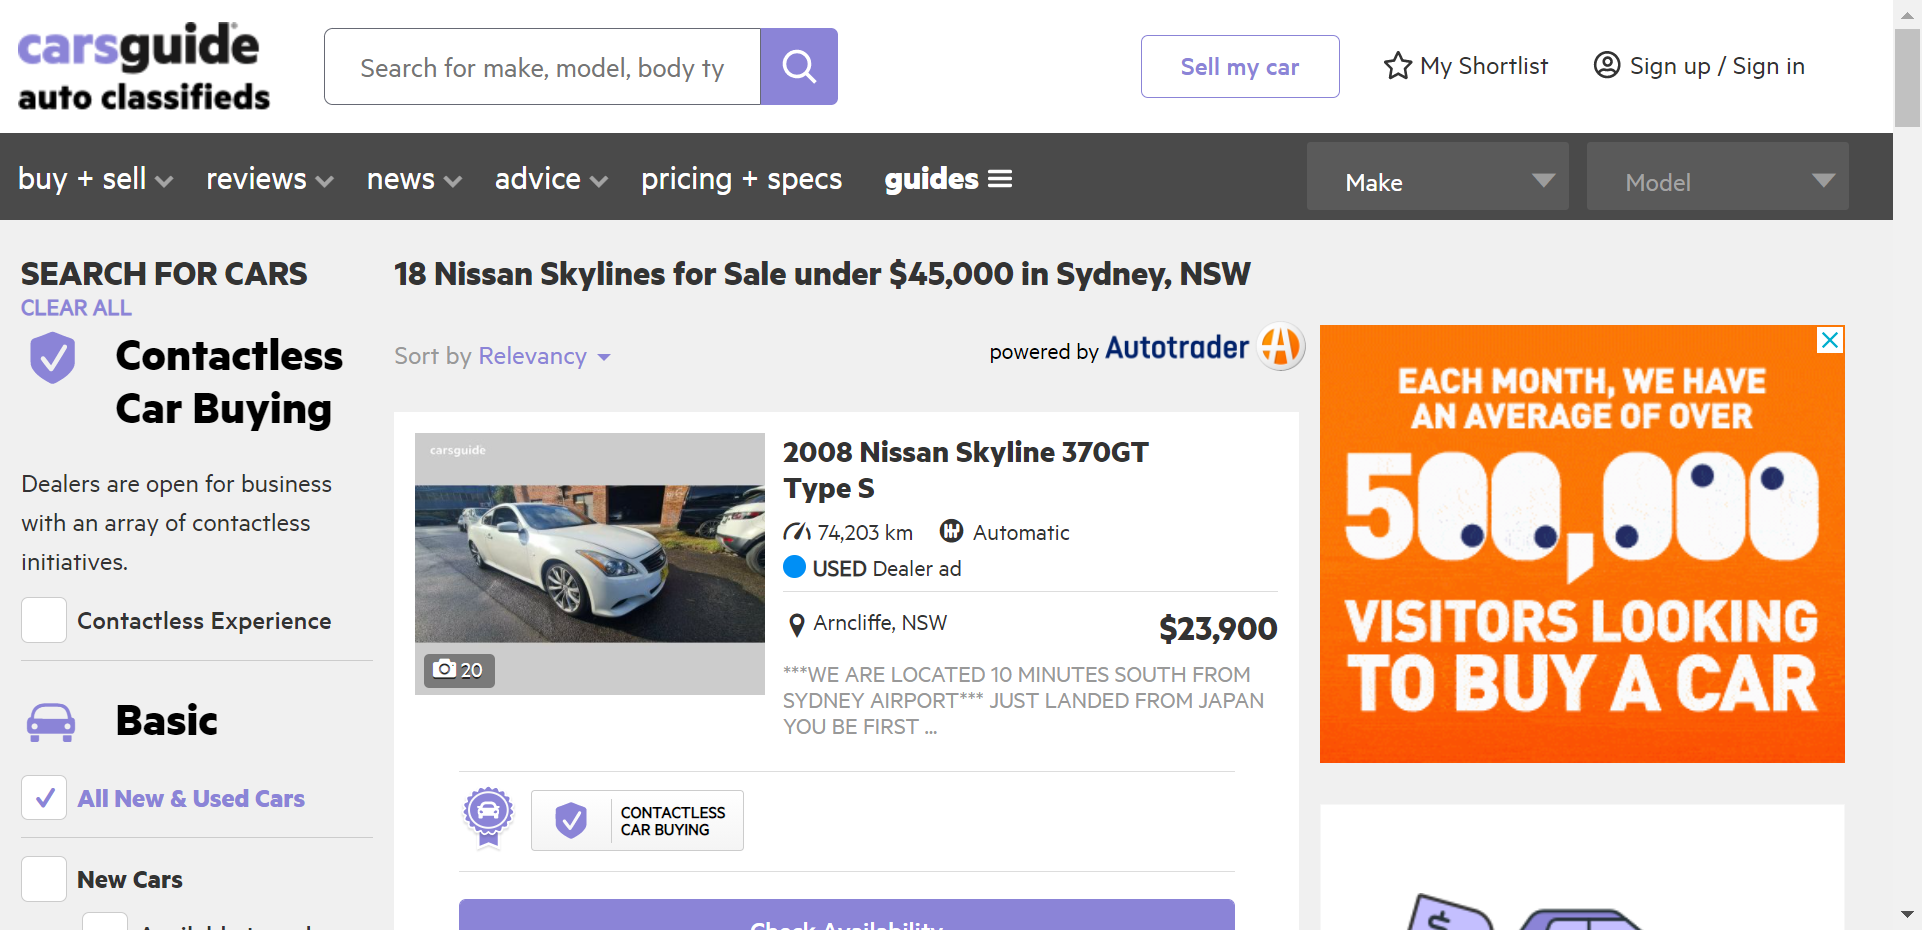 carsguide
auto classifieds
Search for make, model, body ty
Sell my car
My Shortlist
Sign up / Sign in
buy + sell
reviews
news
advice
pricing + specs
guides
Make
Model
SEARCH FOR CARS
CLEAR ALL
Contactless
Car Buying
Dealers are open for business
with an array of contactless
initiatives.
Contactless Experience
Basic
All New & Used Cars
New Cars
18 Nissan Skylines for Sale under $45,000 in Sydney, NSW
Sort by Relevancy
powered by Autotrader
carsguide
20
2008 Nissan Skyline 370GT
Type S
74,203 km
Automatic
USED Dealer ad
Arncliffe, NSW
$23,900
***WE ARE LOCATED 10 MINUTES SOUTH FROM
SYDNEY AIRPORT*** JUST LANDED FROM JAPAN
YOU BE FIRST ...
CONTACTLESS
CAR BUYING
Check Availability
EACH MONTH, WE HAVE
AN AVERAGE OF OVER
500,000
VISITORS LOOKING
TO BUY A CAR
$